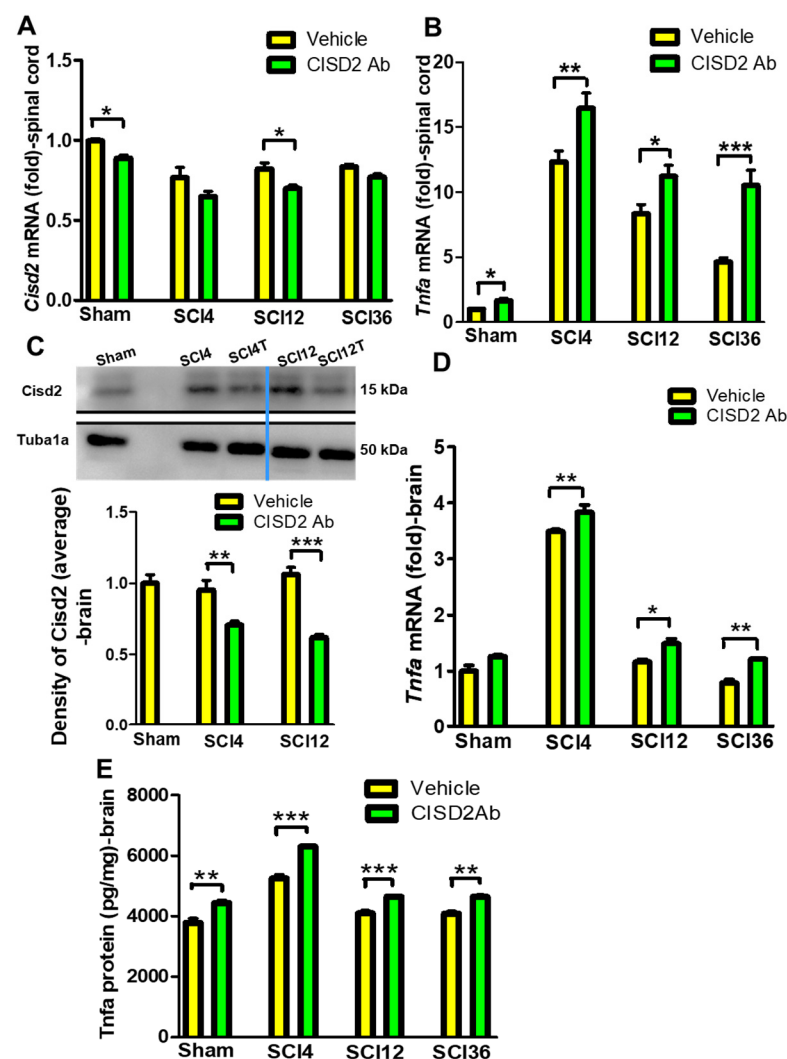 A
Vehicle
CISD2 Ab
Cisd2 mRNA (fold)-spinal cord
1.5
1.0
0.5
0.0
*
*
Sham
SCI4
SCI12
SCI36
B
Vehicle
CISD2 Ab
Tnfa mRNA (fold)-spinal cord
20
15
10
5
0
*
**
*
***
Sham
SCI4
SCI12
SCI36
C
Sham
SCI4
SCI4T
SCI12
SCI12T
Cisd2
15 kDa
Tuba1a
50 kDa
Vehicle
CISD2 Ab
Density of Cisd2 (average)
-brain
1.5
1.0
0.5
0.0
**
***
Sham
SCI4
SCI12
D
Vehicle
CISD2 Ab
Tnfa mRNA (fold)-brain
5
4
3
2
1
0
**
*
**
Sham
SCI4
SCI12
SCI36
E
Vehicle
CISD2Ab
Tnfa protein (pg/mg)-brain
8000
6000
4000
2000
0
**
***
***
**
Sham
SCI4
SCI12
SCI36